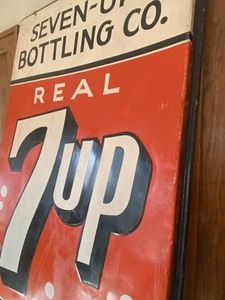 SEVEN-UP
BOTTLING CO.
REAL
7up